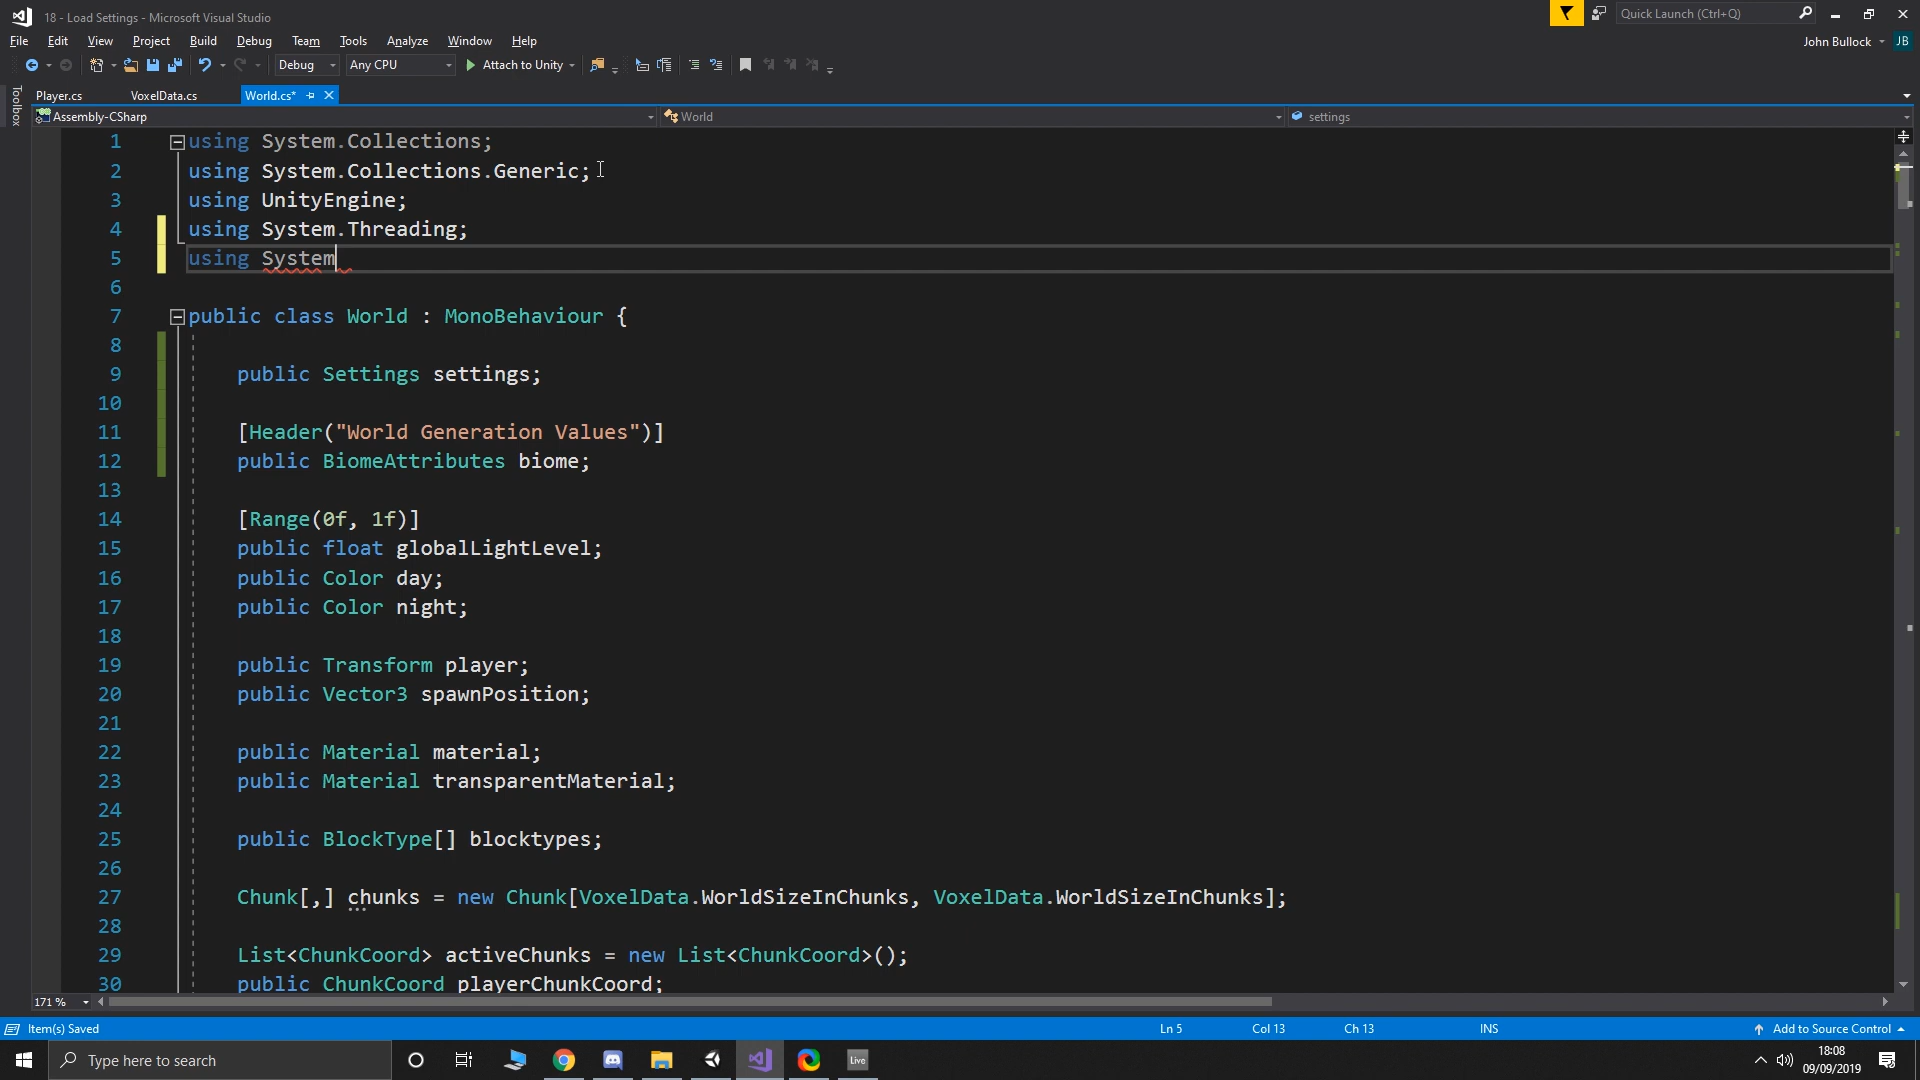 18 - Load Settings - Microsoft Visual Studio
Quick Launch (Ctrl+Q)
File Edit View Project Build Debug Team Tools Analyze Window Help
John Bullock JB
Debug Any CPU Attach to Unity
Toolbox
Player.cs VoxelData.cs World.cs*
Assembly-CSharp World settings
1 using System.Collections;
2 using System.Collections.Generic;
3 using UnityEngine;
4 using System.Threading;
5 using System
6
7 public class World : MonoBehaviour {
8
9 public Settings settings;
10
11 [Header("World Generation Values")]
12 public BiomeAttributes biome;
13
14 [Range(0f, 1f)]
15 public float globalLightLevel;
16 public Color day;
17 public Color night;
18
19 public Transform player;
20 public Vector3 spawnPosition;
21
22 public Material material;
23 public Material transparentMaterial;
24
25 public BlockType[] blocktypes;
26
27 Chunk[,] chunks = new Chunk[VoxelData.WorldSizeInChunks, VoxelData.WorldSizeInChunks];
28
29 List<ChunkCoord> activeChunks = new List<ChunkCoord>();
30 public ChunkCoord playerChunkCoord;
171 %
Item(s) Saved Ln 5 Col 13 Ch 13 INS Add to Source Control
Type here to search
Live
18:08
09/09/2019